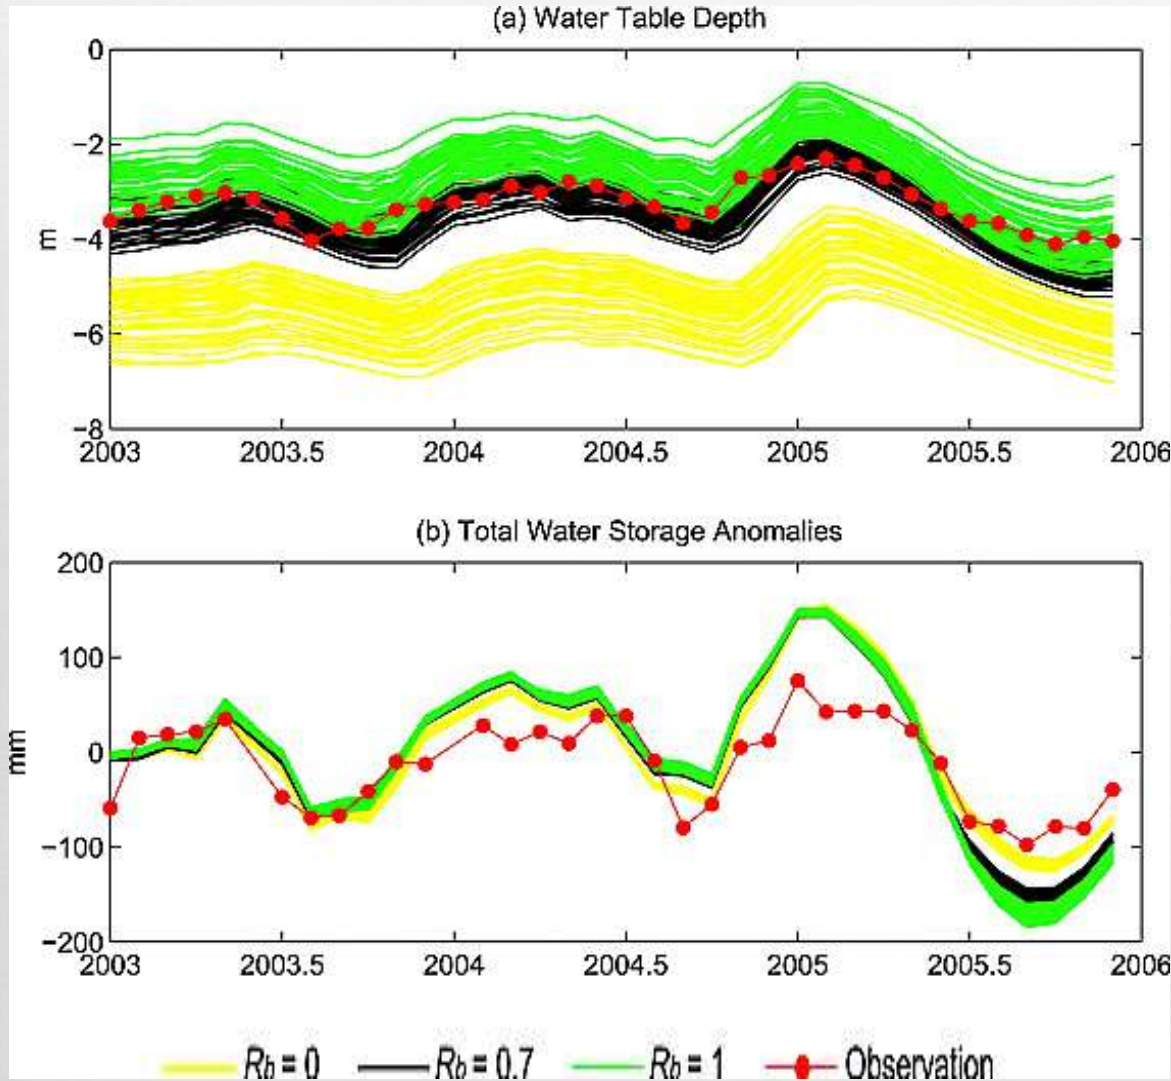 (a) Water Table Depth
0
−2
−4
−6
−8
m
2003 2003.5 2004 2004.5 2005 2005.5 2006
(b) Total Water Storage Anomalies
200
100
0
−100
−200
mm
2003 2003.5 2004 2004.5 2005 2005.5 2006
Rb = 0 Rb = 0.7 Rb = 1 Observation